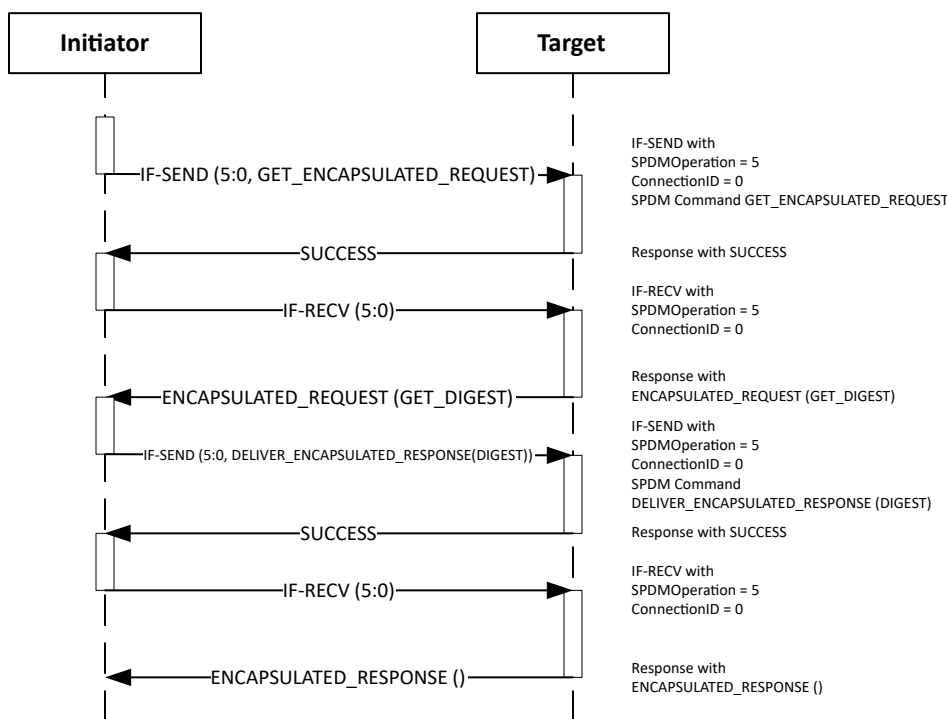 Initiator
Target
IF-SEND (5:0, GET_ENCAPSULATED_REQUEST)
IF-SEND with
SPDMOperation = 5
ConnectionID = 0
SPDM Command GET_ENCAPSULATED_REQUEST
SUCCESS
Response with SUCCESS
IF-RECV (5:0)
IF-RECV with
SPDMOperation = 5
ConnectionID = 0
ENCAPSULATED_REQUEST (GET_DIGEST)
Response with
ENCAPSULATED_REQUEST (GET_DIGEST)
IF-SEND (5:0, DELIVER_ENCAPSULATED_RESPONSE(DIGEST))
IF-SEND with
SPDMOperation = 5
ConnectionID = 0
SPDM Command
DELIVER_ENCAPSULATED_RESPONSE (DIGEST)
SUCCESS
Response with SUCCESS
IF-RECV (5:0)
IF-RECV with
SPDMOperation = 5
ConnectionID = 0
ENCAPSULATED_RESPONSE ()
Response with
ENCAPSULATED_RESPONSE ()